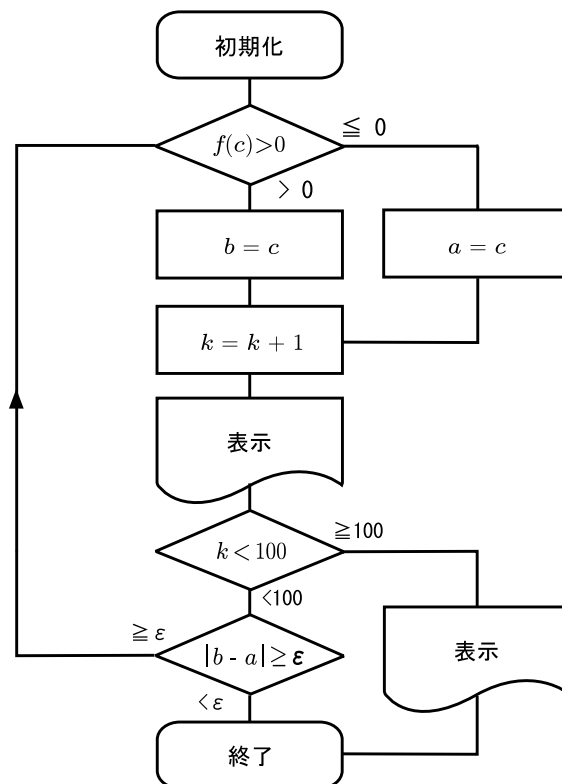 初期化
f(c)>0
≦ 0
> 0
b = c
a = c
k = k + 1
表示
k < 100
≧100
<100
≧ ε
|b - a| ≥ ε
表示
< ε
終了